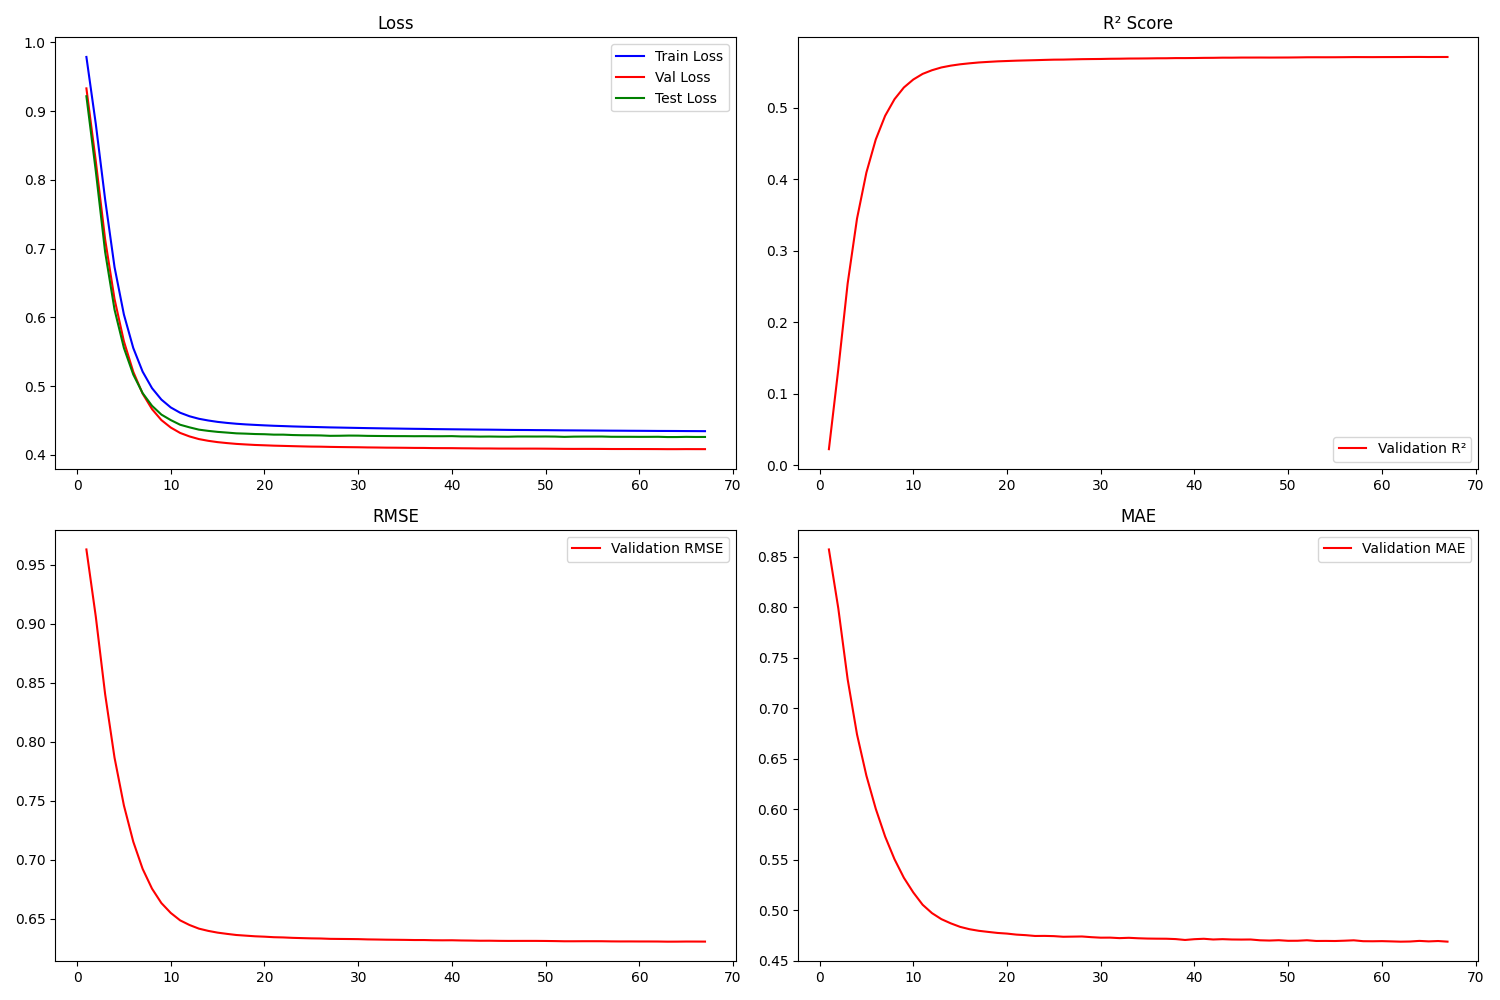 Loss
1.0
0.9
0.8
0.7
0.6
0.5
0.4
0 10 20 30 40 50 60 70
Train Loss
Val Loss
Test Loss
R² Score
0.5
0.4
0.3
0.2
0.1
0.0
0 10 20 30 40 50 60 70
Validation R²
RMSE
0.95
0.90
0.85
0.80
0.75
0.70
0.65
0 10 20 30 40 50 60 70
Validation RMSE
MAE
0.85
0.80
0.75
0.70
0.65
0.60
0.55
0.50
0.45
0 10 20 30 40 50 60 70
Validation MAE